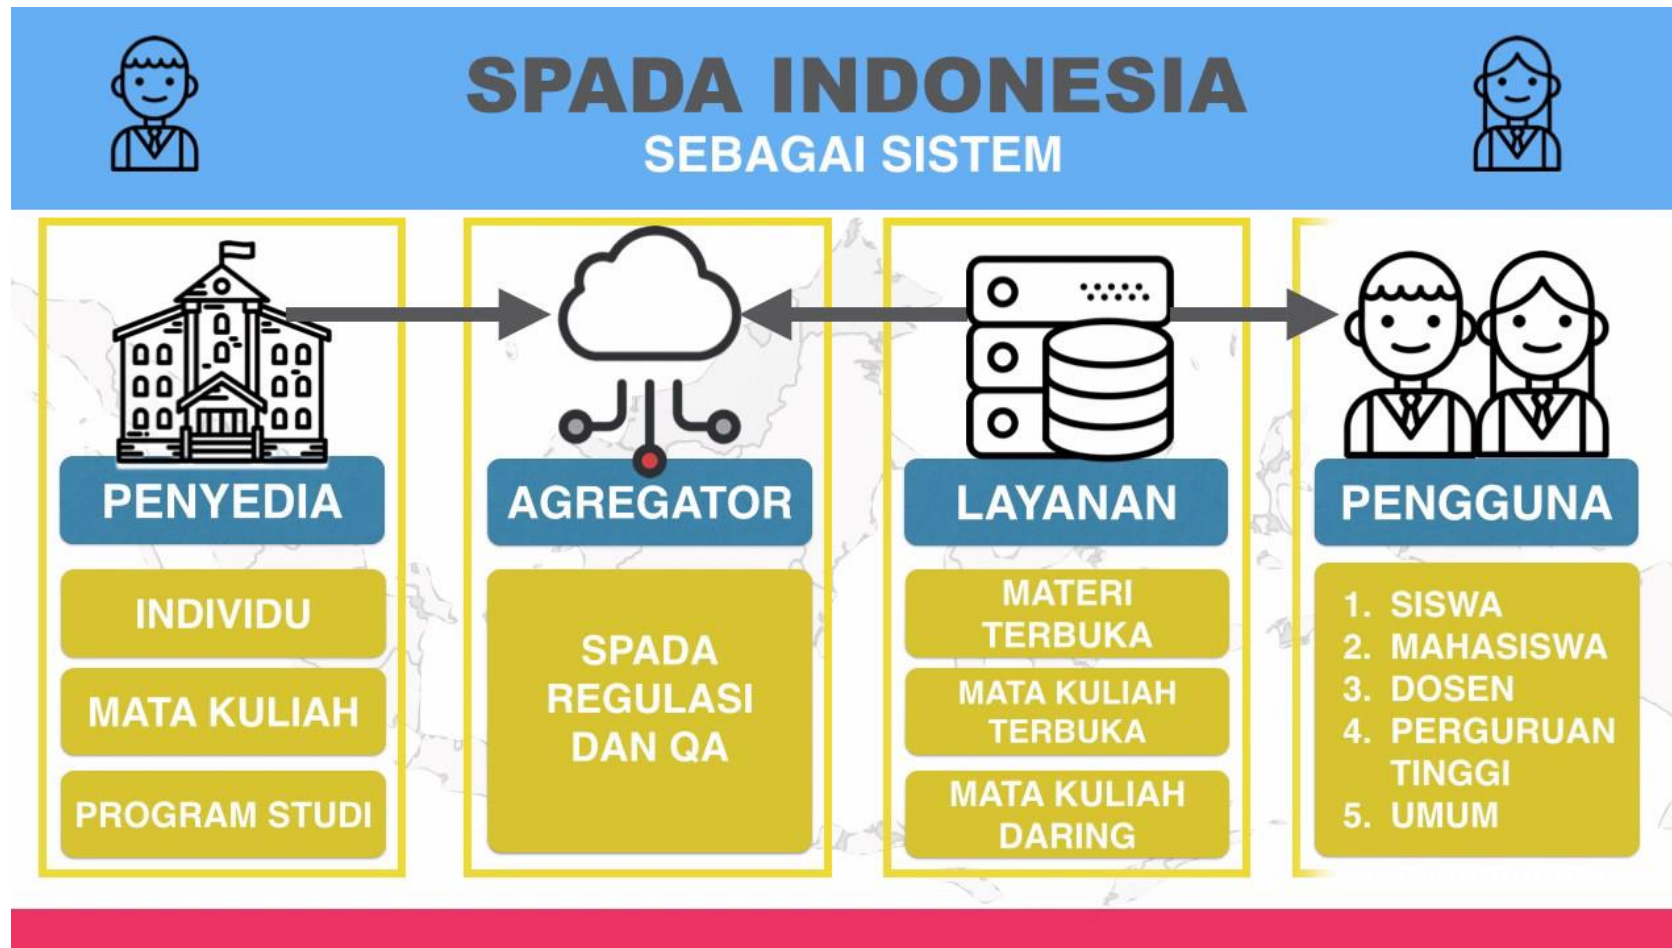 SPADA INDONESIA
SEBAGAI SISTEM
PENYEDIA
INDIVIDU
MATA KULIAH
PROGRAM STUDI
AGREGATOR
SPADA
REGULASI
DAN QA
LAYANAN
MATERI
TERBUKA
MATA KULIAH
TERBUKA
MATA KULIAH
DARING
PENGGUNA
1. SISWA
2. MAHASISWA
3. DOSEN
4. PERGURUAN
TINGGI
5. UMUM